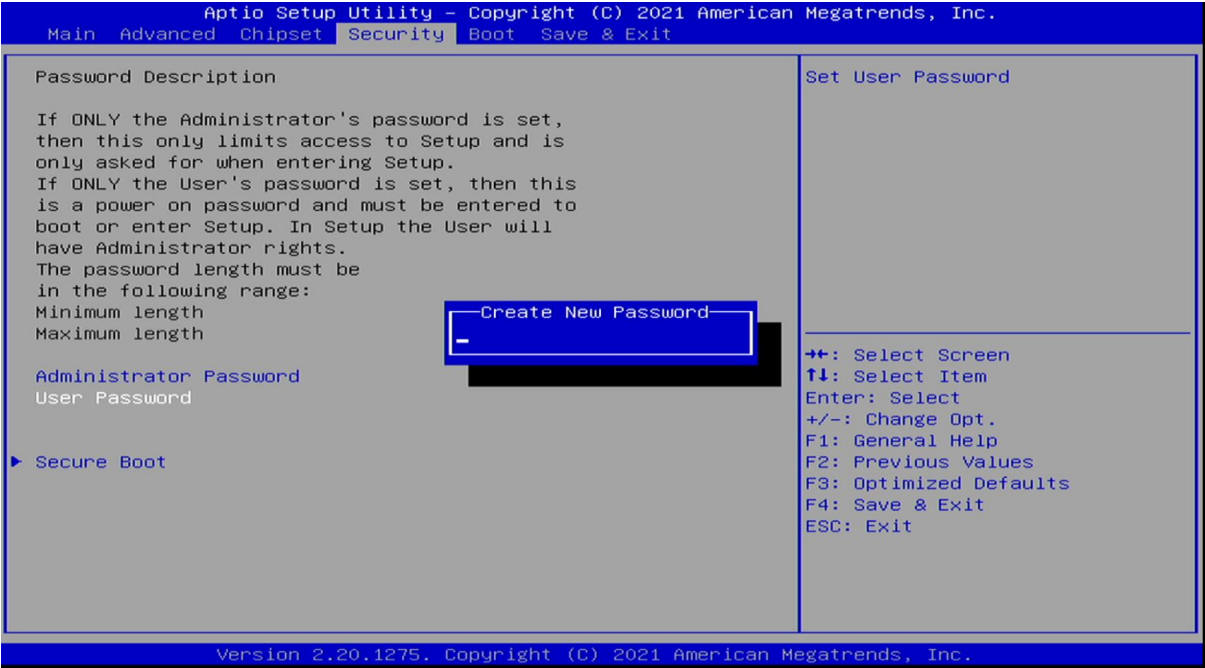 Aptio Setup Utility – Copyright (C) 2021 American Megatrends, Inc.
Main Advanced Chipset Security Boot Save & Exit
Password Description
If ONLY the Administrator's password is set,
then this only limits access to Setup and is
only asked for when entering Setup.
If ONLY the User's password is set, then this
is a power on password and must be entered to
boot or enter Setup. In Setup the User will
have Administrator rights.
The password length must be
in the following range:
Minimum length
Maximum length
Administrator Password
User Password
Secure Boot
Create New Password
Set User Password
→←: Select Screen
↑↓: Select Item
Enter: Select
+/-: Change Opt.
F1: General Help
F2: Previous Values
F3: Optimized Defaults
F4: Save & Exit
ESC: Exit
Version 2.20.1275. Copyright (C) 2021 American Megatrends, Inc.